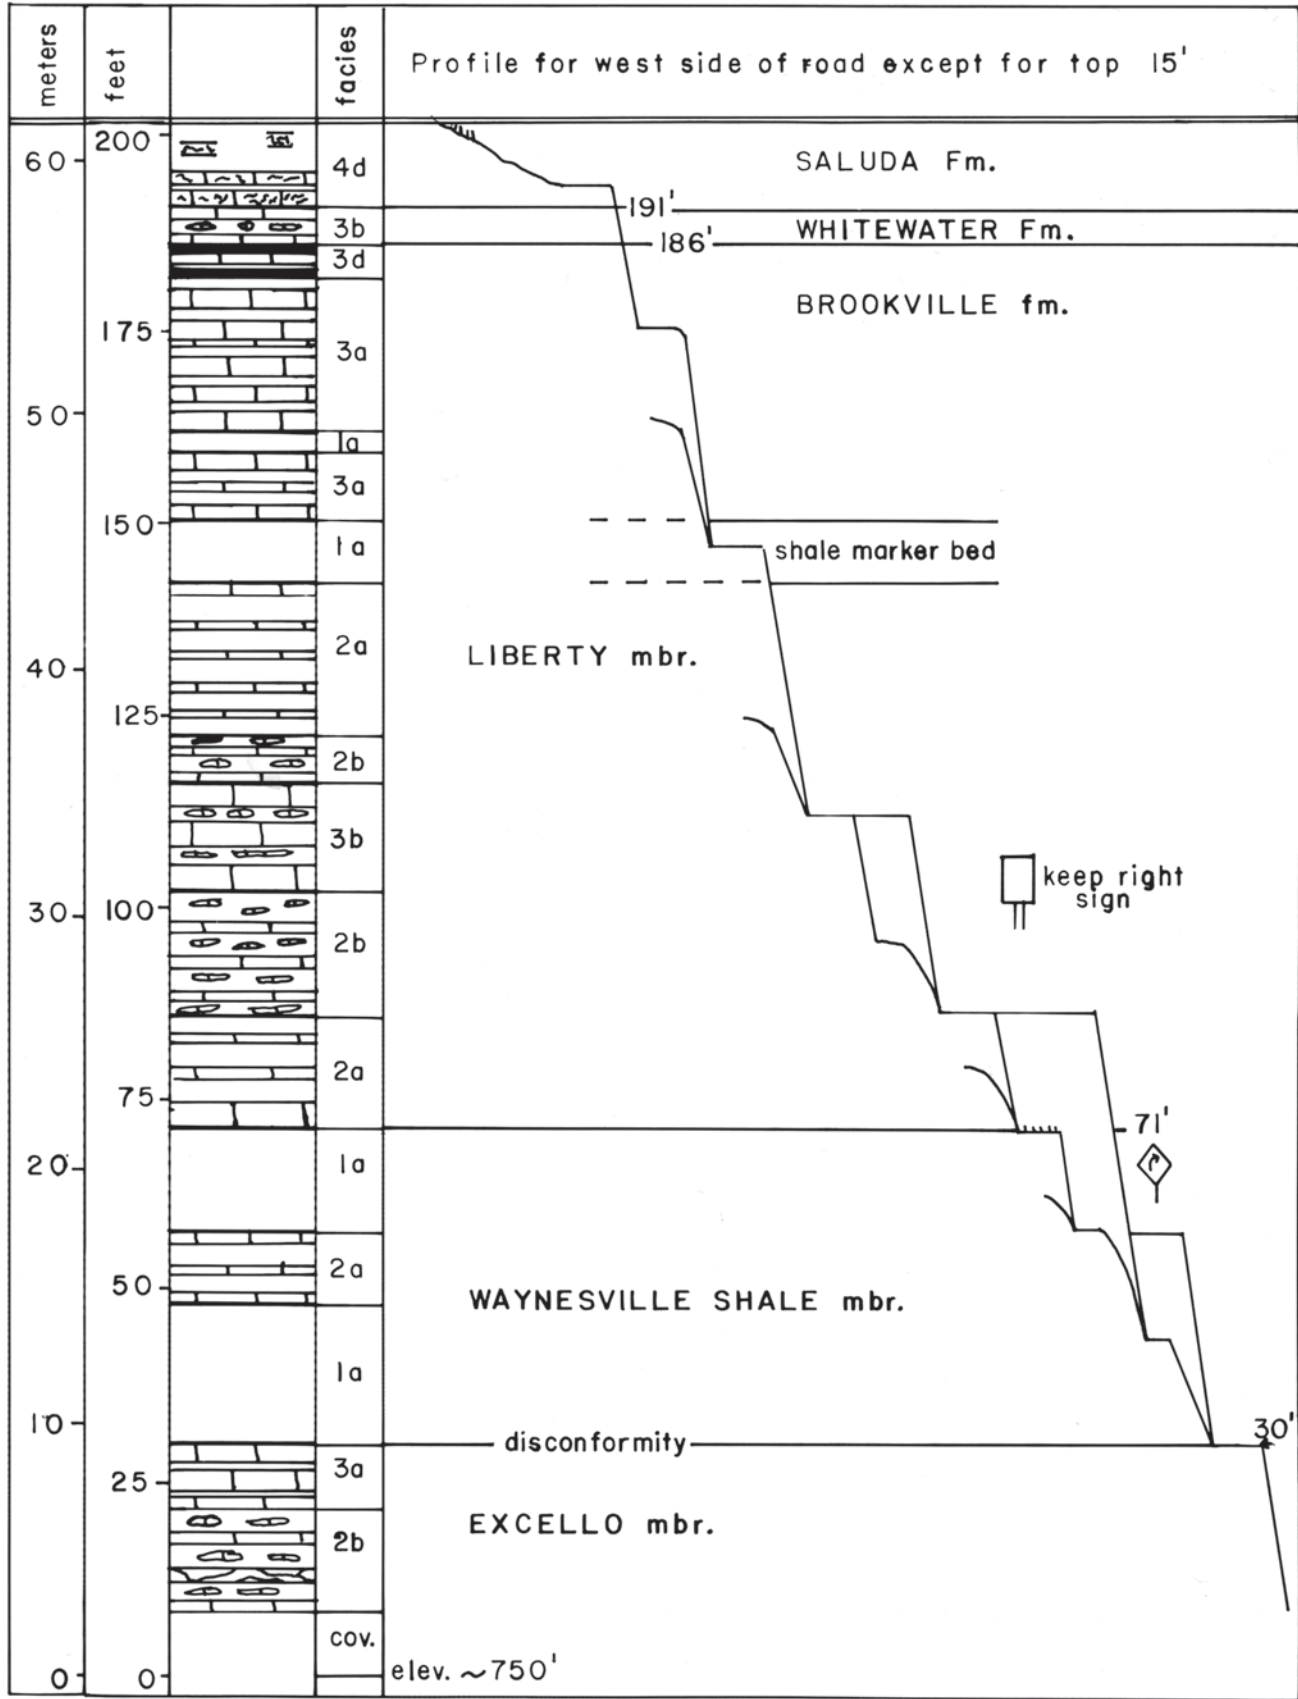 meters
feet
facies
Profile for west side of road except for top 15'
200
60
4d
SALUDA Fm.
191'
3b
WHITEWATER Fm.
186'
3d
BROOKVILLE fm.
175
3a
50
1a
3a
150
1a
shale marker bed
2a
LIBERTY mbr.
40
125
2b
3b
keep right
sign
30
100
2b
2a
75
71'
20
1a
2a
50
WAYNESVILLE SHALE mbr.
1a
10
disconformity
30'
3a
25
EXCELLO mbr.
2b
cov.
0
0
elev. ~750'